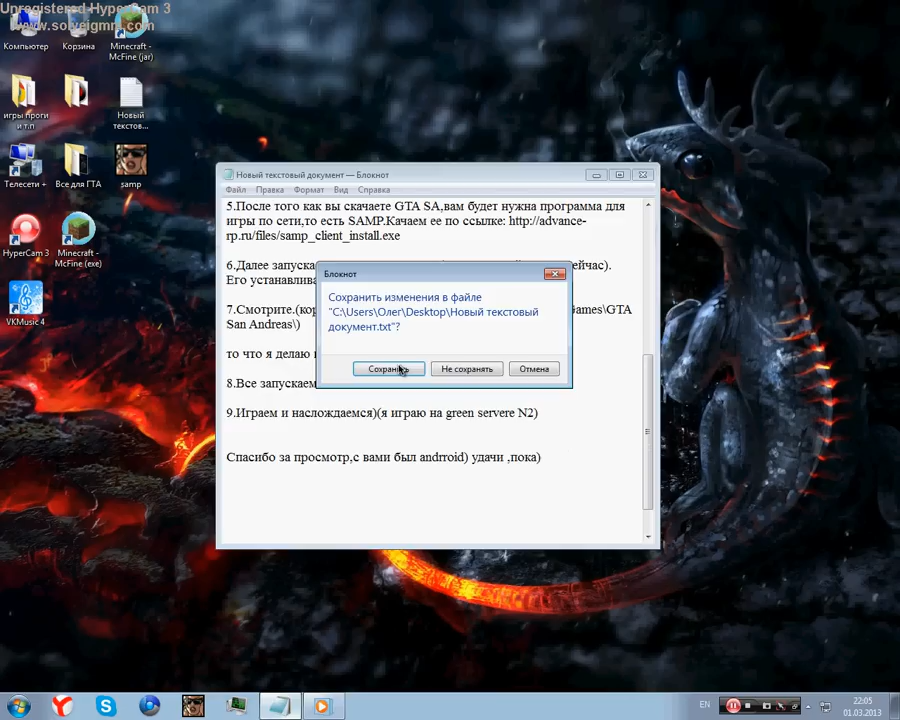 Unregistered HyperCam 3
www.solveigmm.com
Компьютер
Корзина
Minecraft -
McFine (jar)
игры проги
и т.п
Новый
текстов...
Телесети +
Все для ГТА
samp
HyperCam 3
Minecraft -
McFine (exe)
VKMusic 4
Новый текстовый документ — Блокнот
Файл Правка Формат Вид Справка
5.После того как вы скачаете GTA SA,вам будет нужна программа для
игры по сети,то есть SAMP.Качаем ее по ссылке: http://advance-
rp.ru/files/samp_client_install.exe
6.Далее запуска
ейчас).
Его устанавлива
7.Смотрите.(кор
ames\GTA
San Andreas\)
то что я делаю
8.Все запускаем
9.Играем и наслождаемся)(я играю на green servere N2)
Спасибо за просмотр,с вами был andrroid) удачи ,пока)
Блокнот
Сохранить изменения в файле
"C:\Users\Олег\Desktop\Новый текстовый
документ.txt"?
Сохранить Не сохранять Отмена
EN
22:05
01.03.2013